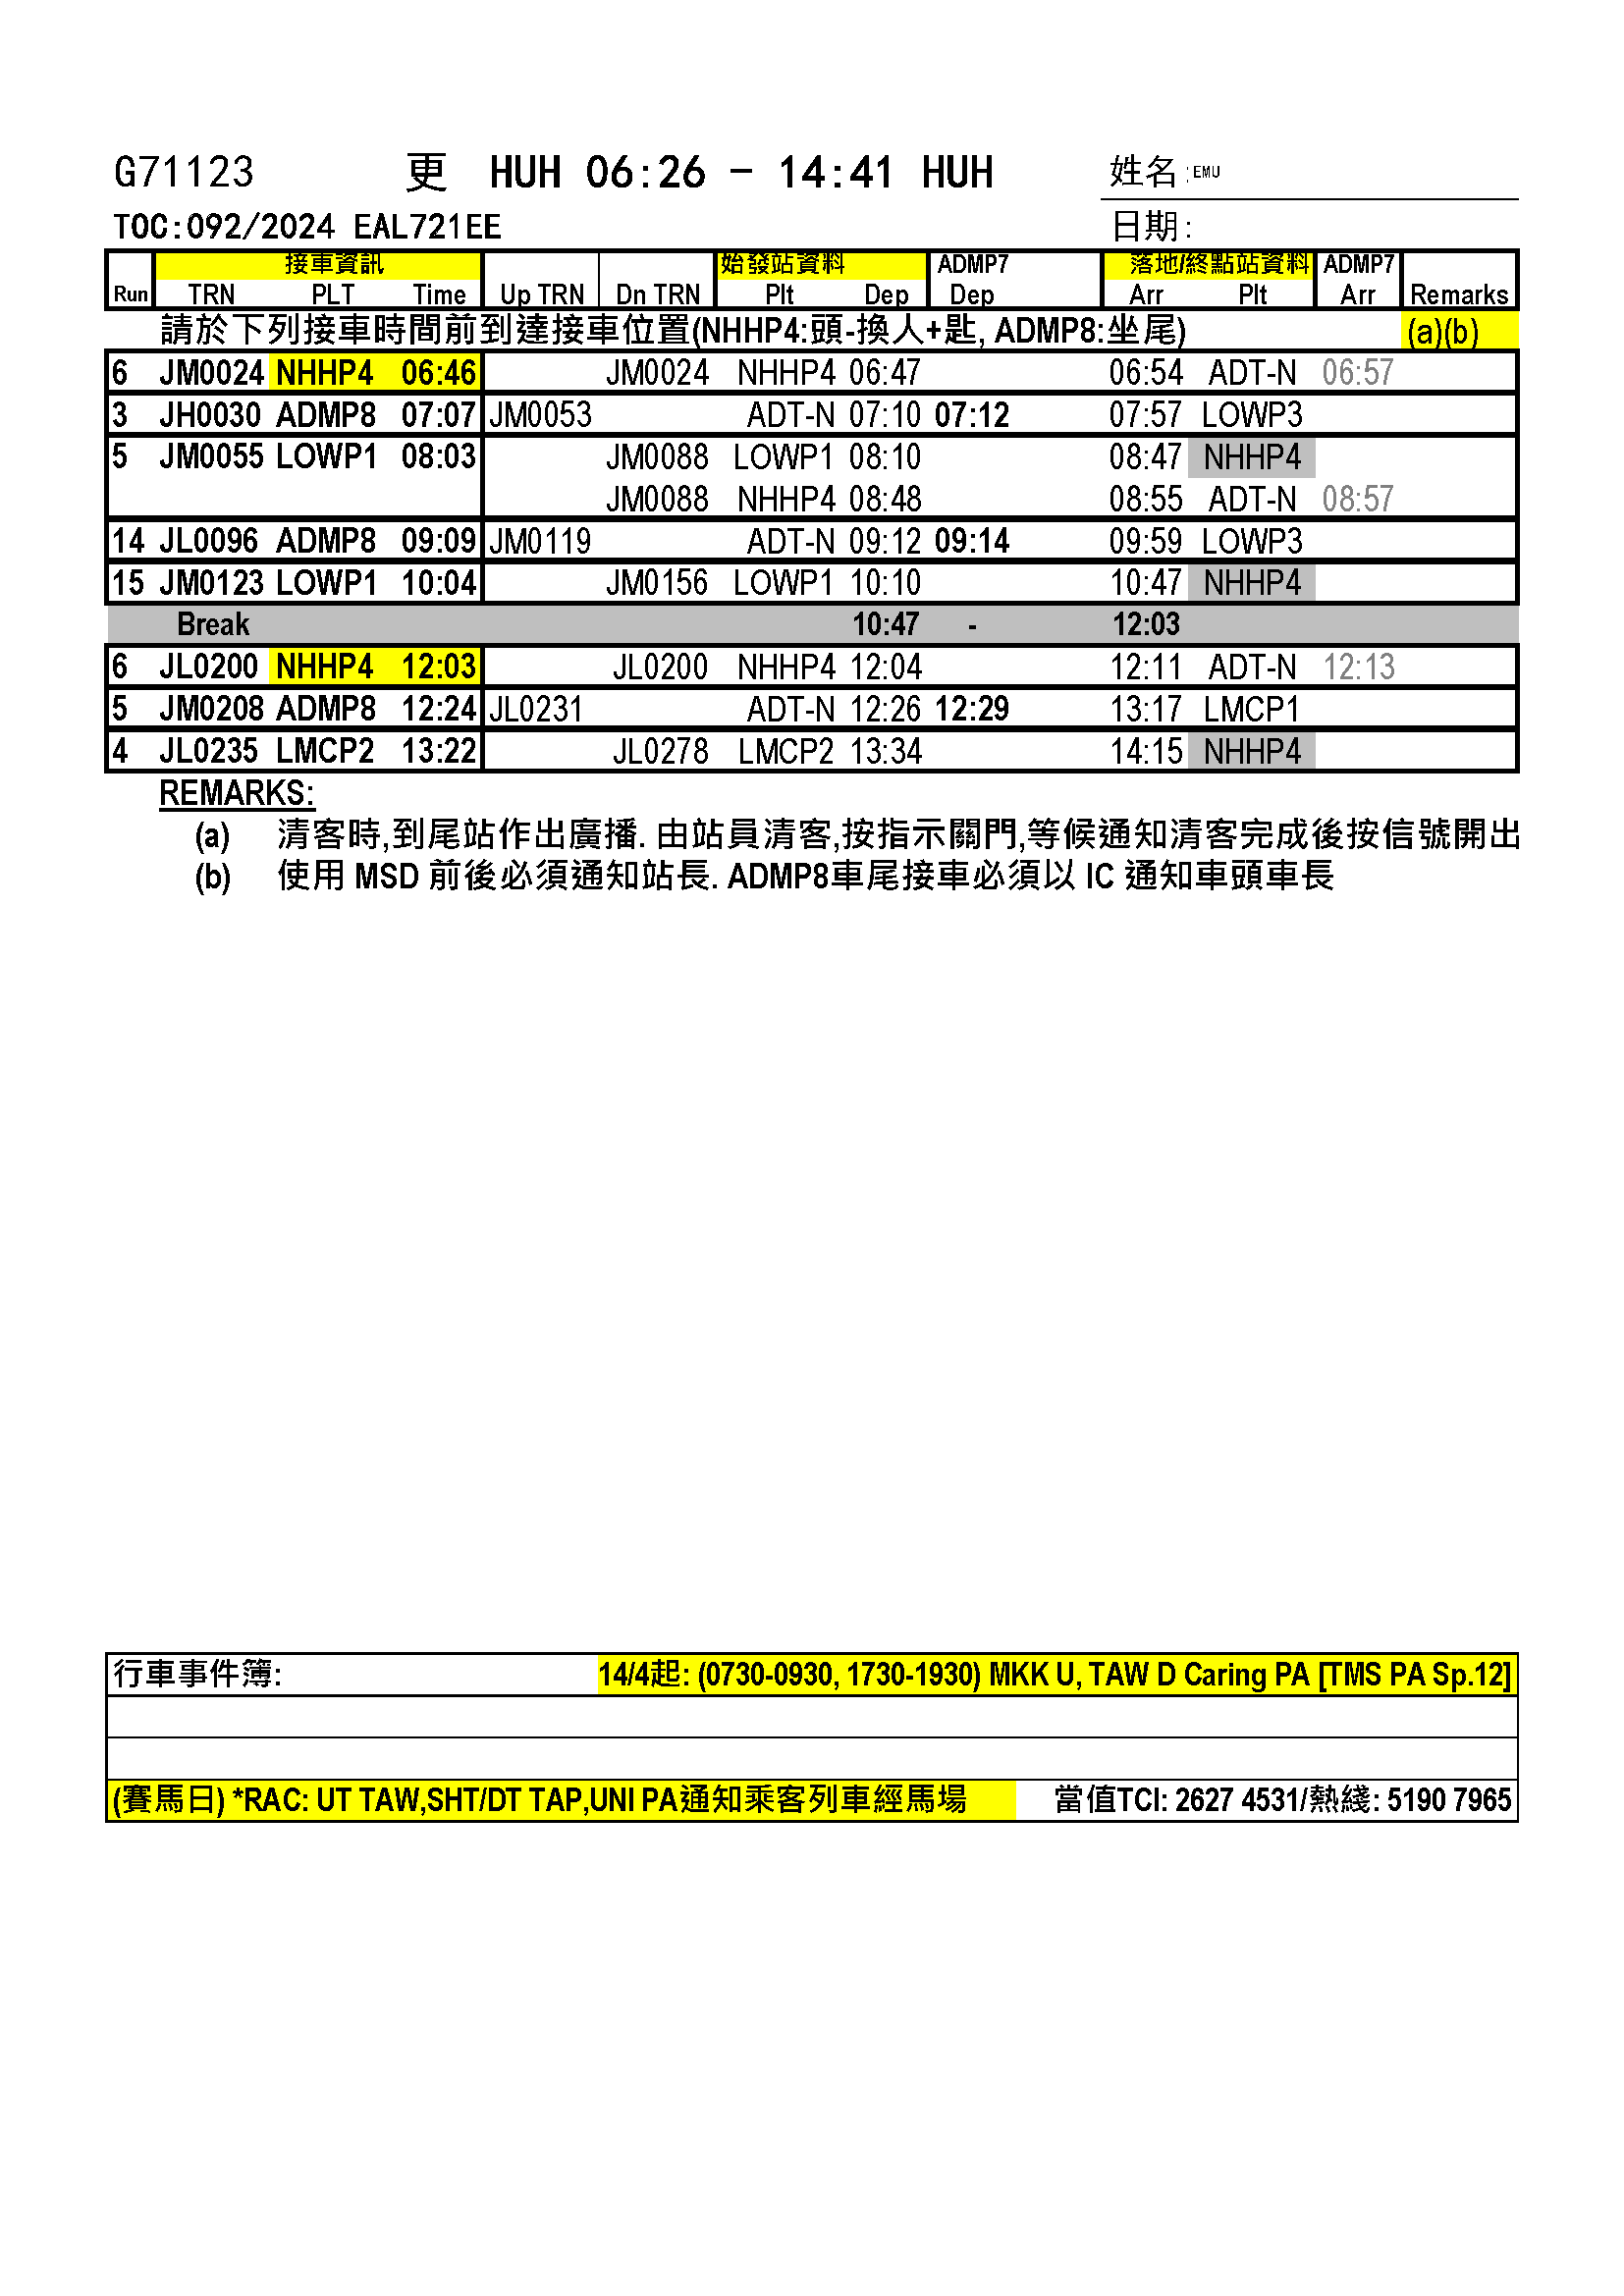 G71123 更 HUH 06:26 - 14:41 HUH 姓名:EMU
TOC:092/2024 EAL721EE 日期:
接車資訊 始發站資料 ADMP7 落地/終點站資料 ADMP7
Run TRN PLT Time Up TRN Dn TRN Plt Dep Dep Arr Plt Arr Remarks
請於下列接車時間前到達接車位置(NHHP4:頭-換人+匙, ADMP8:坐尾) (a)(b)
6 JM0024 NHHP4 06:46 JM0024 NHHP4 06:47 06:54 ADT-N 06:57
3 JH0030 ADMP8 07:07 JM0053 ADT-N 07:10 07:12 07:57 LOWP3
5 JM0055 LOWP1 08:03 JM0088 LOWP1 08:10 08:47 NHHP4
JM0088 NHHP4 08:48 08:55 ADT-N 08:57
14 JL0096 ADMP8 09:09 JM0119 ADT-N 09:12 09:14 09:59 LOWP3
15 JM0123 LOWP1 10:04 JM0156 LOWP1 10:10 10:47 NHHP4
Break 10:47 - 12:03
6 JL0200 NHHP4 12:03 JL0200 NHHP4 12:04 12:11 ADT-N 12:13
5 JM0208 ADMP8 12:24 JL0231 ADT-N 12:26 12:29 13:17 LMCP1
4 JL0235 LMCP2 13:22 JL0278 LMCP2 13:34 14:15 NHHP4
REMARKS:
(a) 清客時,到尾站作出廣播. 由站員清客,按指示關門,等候通知清客完成後按信號開出
(b) 使用 MSD 前後必須通知站長. ADMP8車尾接車必須以 IC 通知車頭車長
行車事件簿: 14/4起: (0730-0930, 1730-1930) MKK U, TAW D Caring PA [TMS PA Sp.12]
(賽馬日) *RAC: UT TAW,SHT/DT TAP,UNI PA通知乘客列車經馬場 當值TCI: 2627 4531/熱綫: 5190 7965